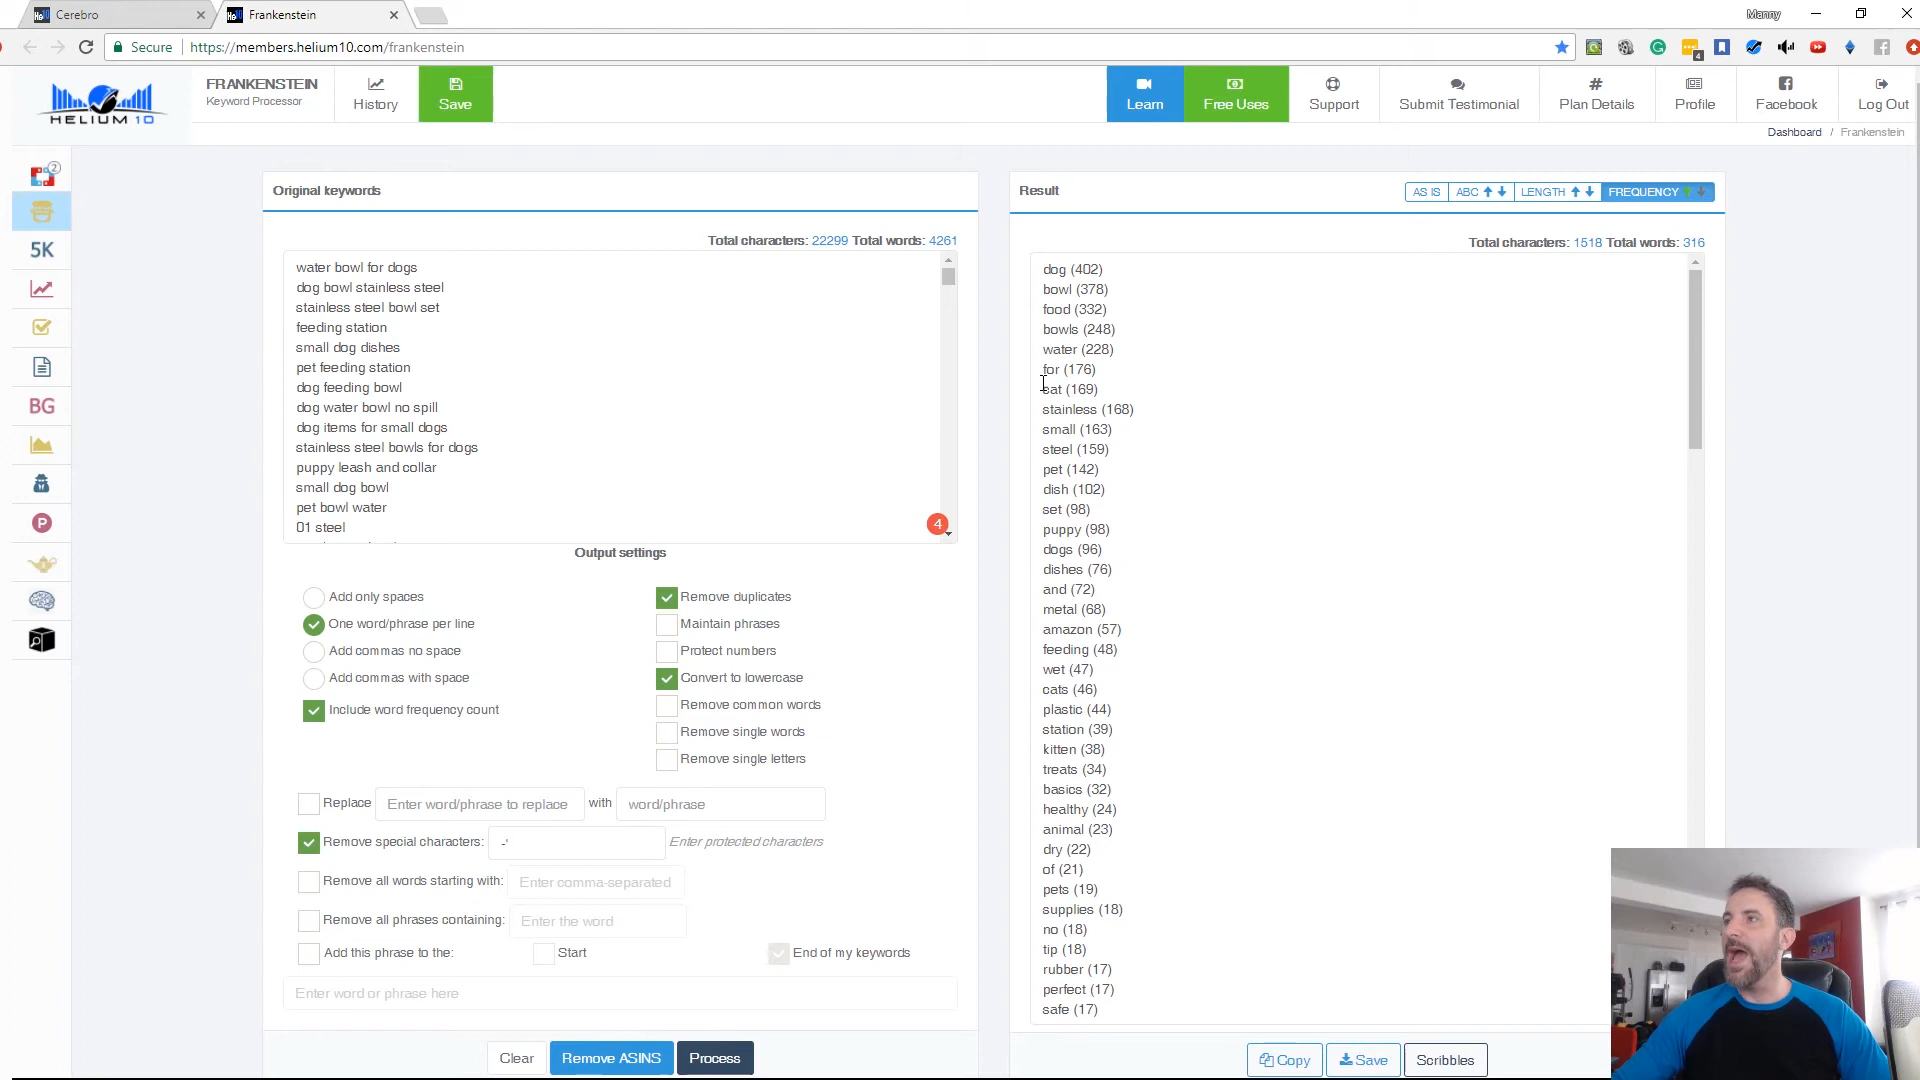 Cerebro
Frankenstein
Manny
Secure
https://members.helium10.com/frankenstein
4
HELIUM 10
FRANKENSTEIN
Keyword Processor
History
Save
Learn
Free Uses
Support
Submit Testimonial
Plan Details
Profile
Facebook
Log Out
Dashboard / Frankenstein
2
5K
BG
P
Original keywords
Total characters: 22299 Total words: 4261
water bowl for dogs
dog bowl stainless steel
stainless steel bowl set
feeding station
small dog dishes
pet feeding station
dog feeding bowl
dog water bowl no spill
dog items for small dogs
stainless steel bowls for dogs
puppy leash and collar
small dog bowl
pet bowl water
01 steel
4
Output settings
Add only spaces
One word/phrase per line
Add commas no space
Add commas with space
Include word frequency count
Remove duplicates
Maintain phrases
Protect numbers
Convert to lowercase
Remove common words
Remove single words
Remove single letters
Replace Enter word/phrase to replace with word/phrase
Remove special characters: -' Enter protected characters
Remove all words starting with: Enter comma-separated
Remove all phrases containing: Enter the word
Add this phrase to the: Start End of my keywords
Enter word or phrase here
Clear
Remove ASINS
Process
Result
AS IS
ABC
LENGTH
FREQUENCY
Total characters: 1518 Total words: 316
dog (402)
bowl (378)
food (332)
bowls (248)
water (228)
for (176)
cat (169)
stainless (168)
small (163)
steel (159)
pet (142)
dish (102)
set (98)
puppy (98)
dogs (96)
dishes (76)
and (72)
metal (68)
amazon (57)
feeding (48)
wet (47)
cats (46)
plastic (44)
station (39)
kitten (38)
treats (34)
basics (32)
healthy (24)
animal (23)
dry (22)
of (21)
pets (19)
supplies (18)
no (18)
tip (18)
rubber (17)
perfect (17)
safe (17)
Copy
Save
Scribbles